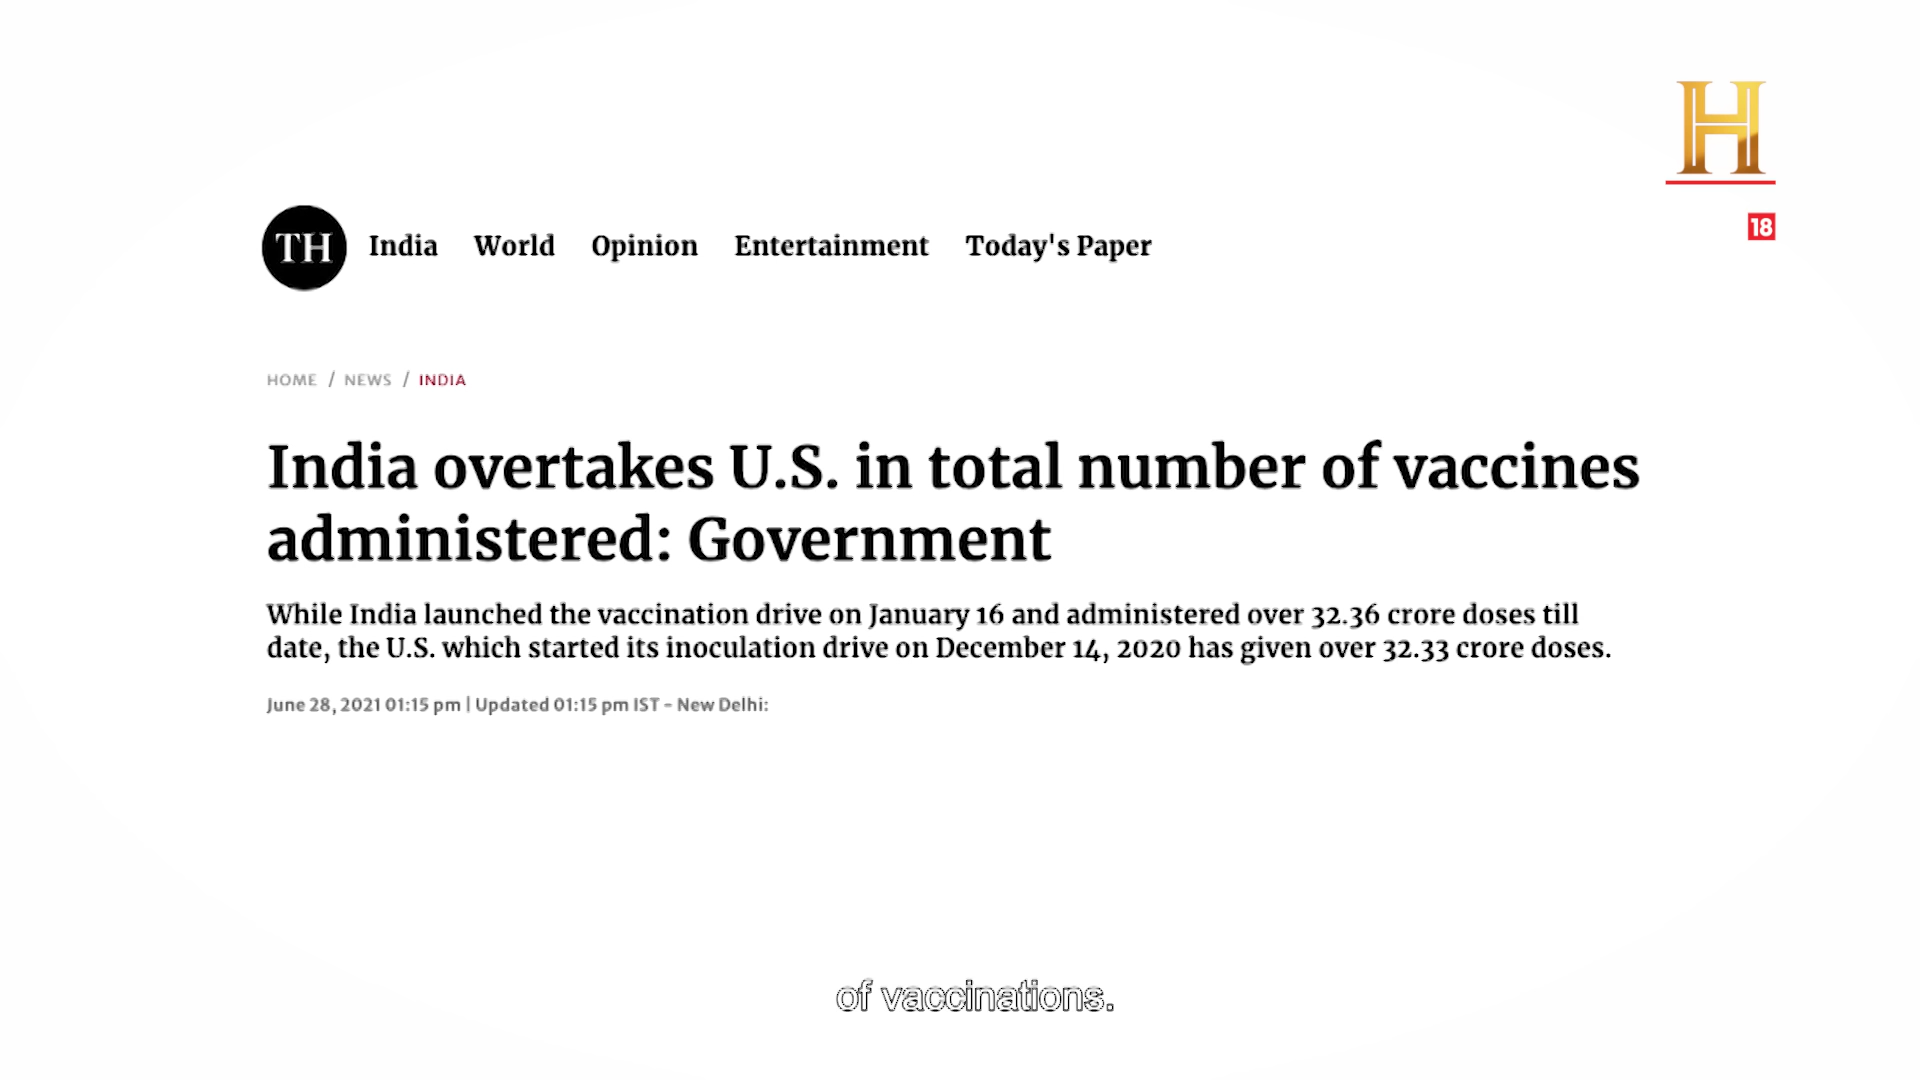 H
18
TH India World Opinion Entertainment Today's Paper
HOME / NEWS / INDIA
India overtakes U.S. in total number of vaccines
administered: Government
While India launched the vaccination drive on January 16 and administered over 32.36 crore doses till
date, the U.S. which started its inoculation drive on December 14, 2020 has given over 32.33 crore doses.
June 28, 2021 01:15 pm | Updated 01:15 pm IST - New Delhi:
of vaccinations.